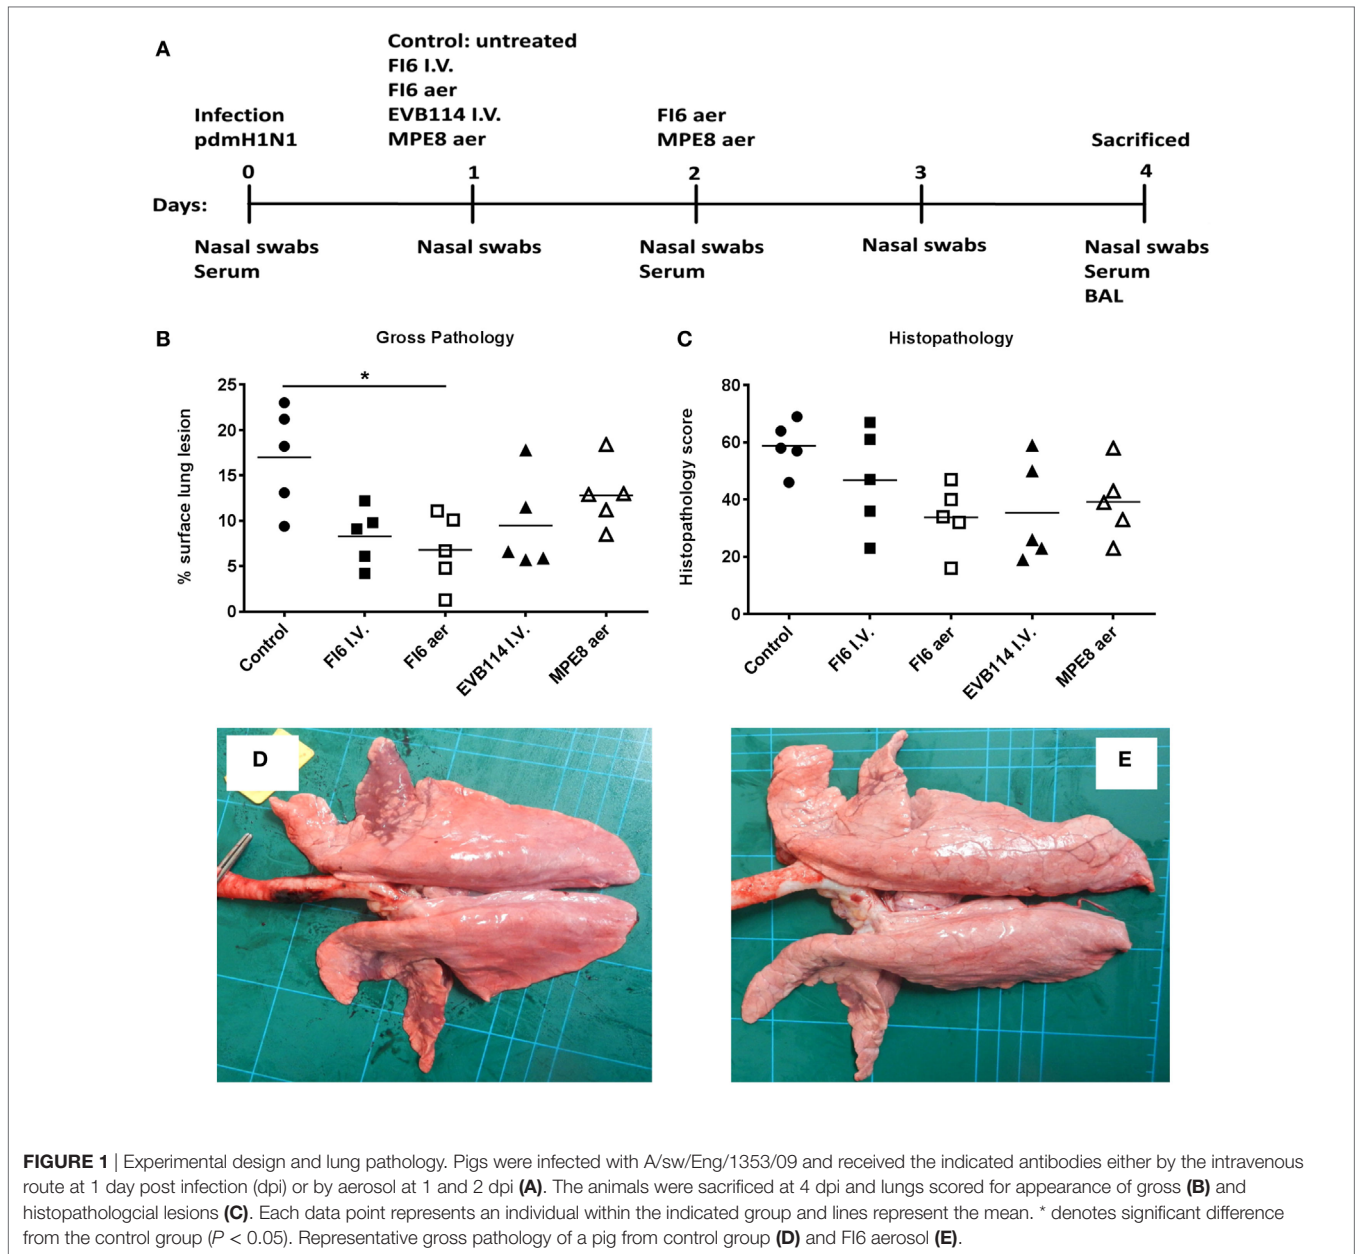 A
Control: untreated
FI6 I.V.
FI6 aer
EVB114 I.V.
MPE8 aer
Infection
pdmH1N1
FI6 aer
MPE8 aer
Sacrificed
0 1 2 3 4
Days:
Nasal swabs
Serum
Nasal swabs
Nasal swabs
Serum
Nasal swabs
Nasal swabs
Serum
BAL
B
Gross Pathology
*
% surface lung lesion
25
20
15
10
5
0
Control
FI6 I.V.
FI6 aer
EVB114 I.V.
MPE8 aer
C
Histopathology
Histopathology score
80
60
40
20
0
Control
FI6 I.V.
FI6 aer
EVB114 I.V.
MPE8 aer
D
E
FIGURE 1 | Experimental design and lung pathology. Pigs were infected with A/sw/Eng/1353/09 and received the indicated antibodies either by the intravenous
route at 1 day post infection (dpi) or by aerosol at 1 and 2 dpi (A). The animals were sacrificed at 4 dpi and lungs scored for appearance of gross (B) and
histopathologcial lesions (C). Each data point represents an individual within the indicated group and lines represent the mean. * denotes significant difference
from the control group (P < 0.05). Representative gross pathology of a pig from control group (D) and FI6 aerosol (E).